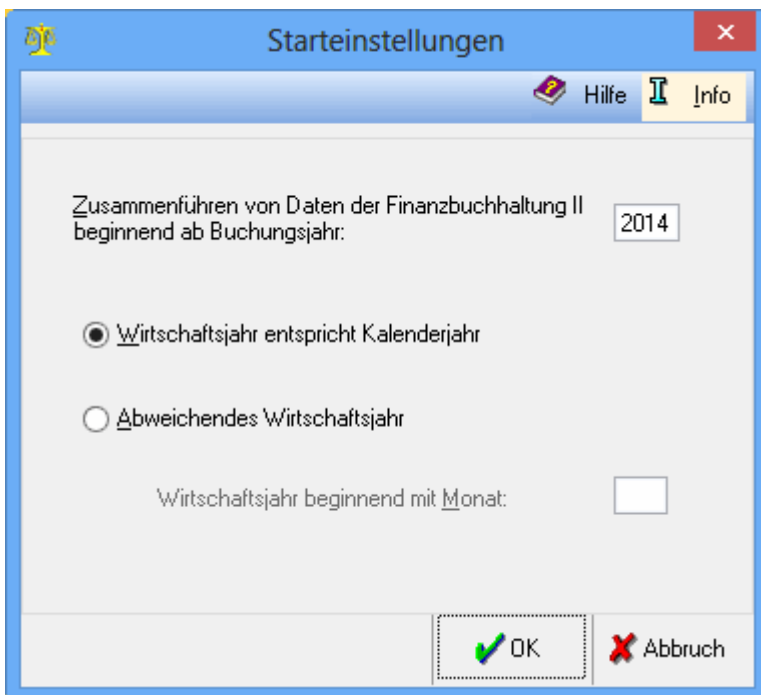 Starteinstellungen
Hilfe Info
Zusammenführen von Daten der Finanzbuchhaltung II
beginnend ab Buchungsjahr:
2014
Wirtschaftsjahr entspricht Kalenderjahr
Abweichendes Wirtschaftsjahr
Wirtschaftsjahr beginnend mit Monat:
OK Abbruch